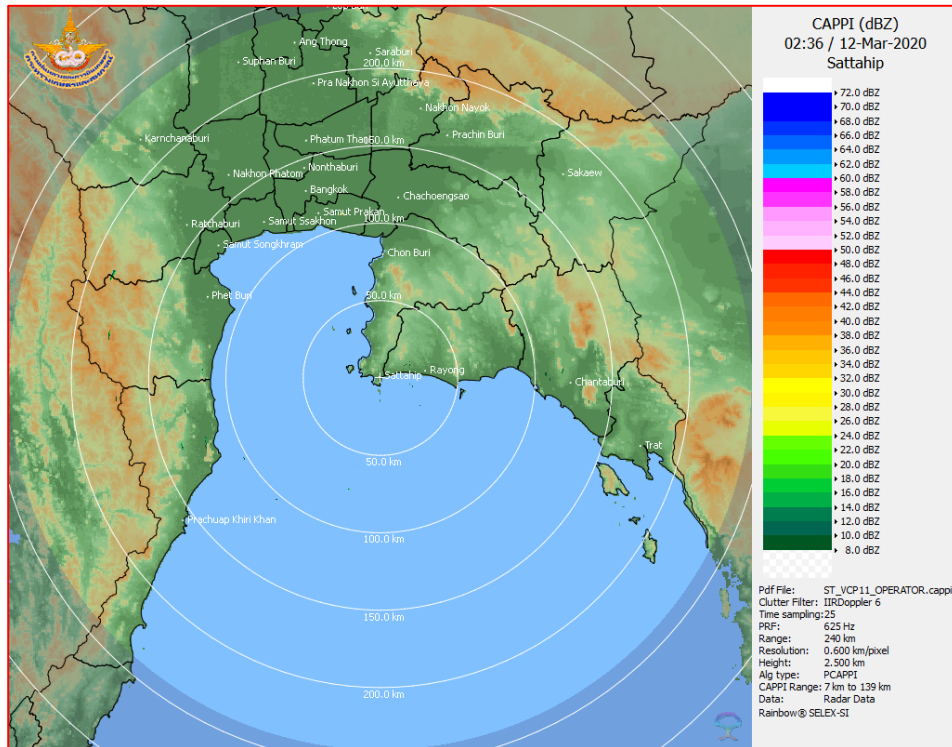 Ang Thong
Saraburi
Suphan Buri
200.0 km
Pra Nakhon Si Ayutthaya
Nakhon Nayok
Karnchanaburi
Phatum Thani
50.0 km
Prachin Buri
Nonthaburi
Nakhon Phatom
Sakaew
Bangkok
Chachoengsao
Samut Prakan
Ratchaburi
Samut Ssakhon
100.0 km
Samut Songkhram
Chon Buri
Phet Buri
50.0 km
Sattahip
Rayong
Chantaburi
Trat
50.0 km
Prachuap Khiri Khan
100.0 km
150.0 km
200.0 km
CAPPI (dBZ)
02:36 / 12-Mar-2020
Sattahip
72.0 dBZ
70.0 dBZ
68.0 dBZ
66.0 dBZ
64.0 dBZ
62.0 dBZ
60.0 dBZ
58.0 dBZ
56.0 dBZ
54.0 dBZ
52.0 dBZ
50.0 dBZ
48.0 dBZ
46.0 dBZ
44.0 dBZ
42.0 dBZ
40.0 dBZ
38.0 dBZ
36.0 dBZ
34.0 dBZ
32.0 dBZ
30.0 dBZ
28.0 dBZ
26.0 dBZ
24.0 dBZ
22.0 dBZ
20.0 dBZ
18.0 dBZ
16.0 dBZ
14.0 dBZ
12.0 dBZ
10.0 dBZ
8.0 dBZ
Pdf File: ST_VCP11_OPERATOR.cappi
Clutter Filter: IIRDoppler 6
Time sampling:25
PRF: 625 Hz
Range: 240 km
Resolution: 0.600 km/pixel
Height: 2.500 km
Alg type: PCAPPI
CAPPI Range: 7 km to 139 km
Data: Radar Data
Rainbow® SELEX-SI